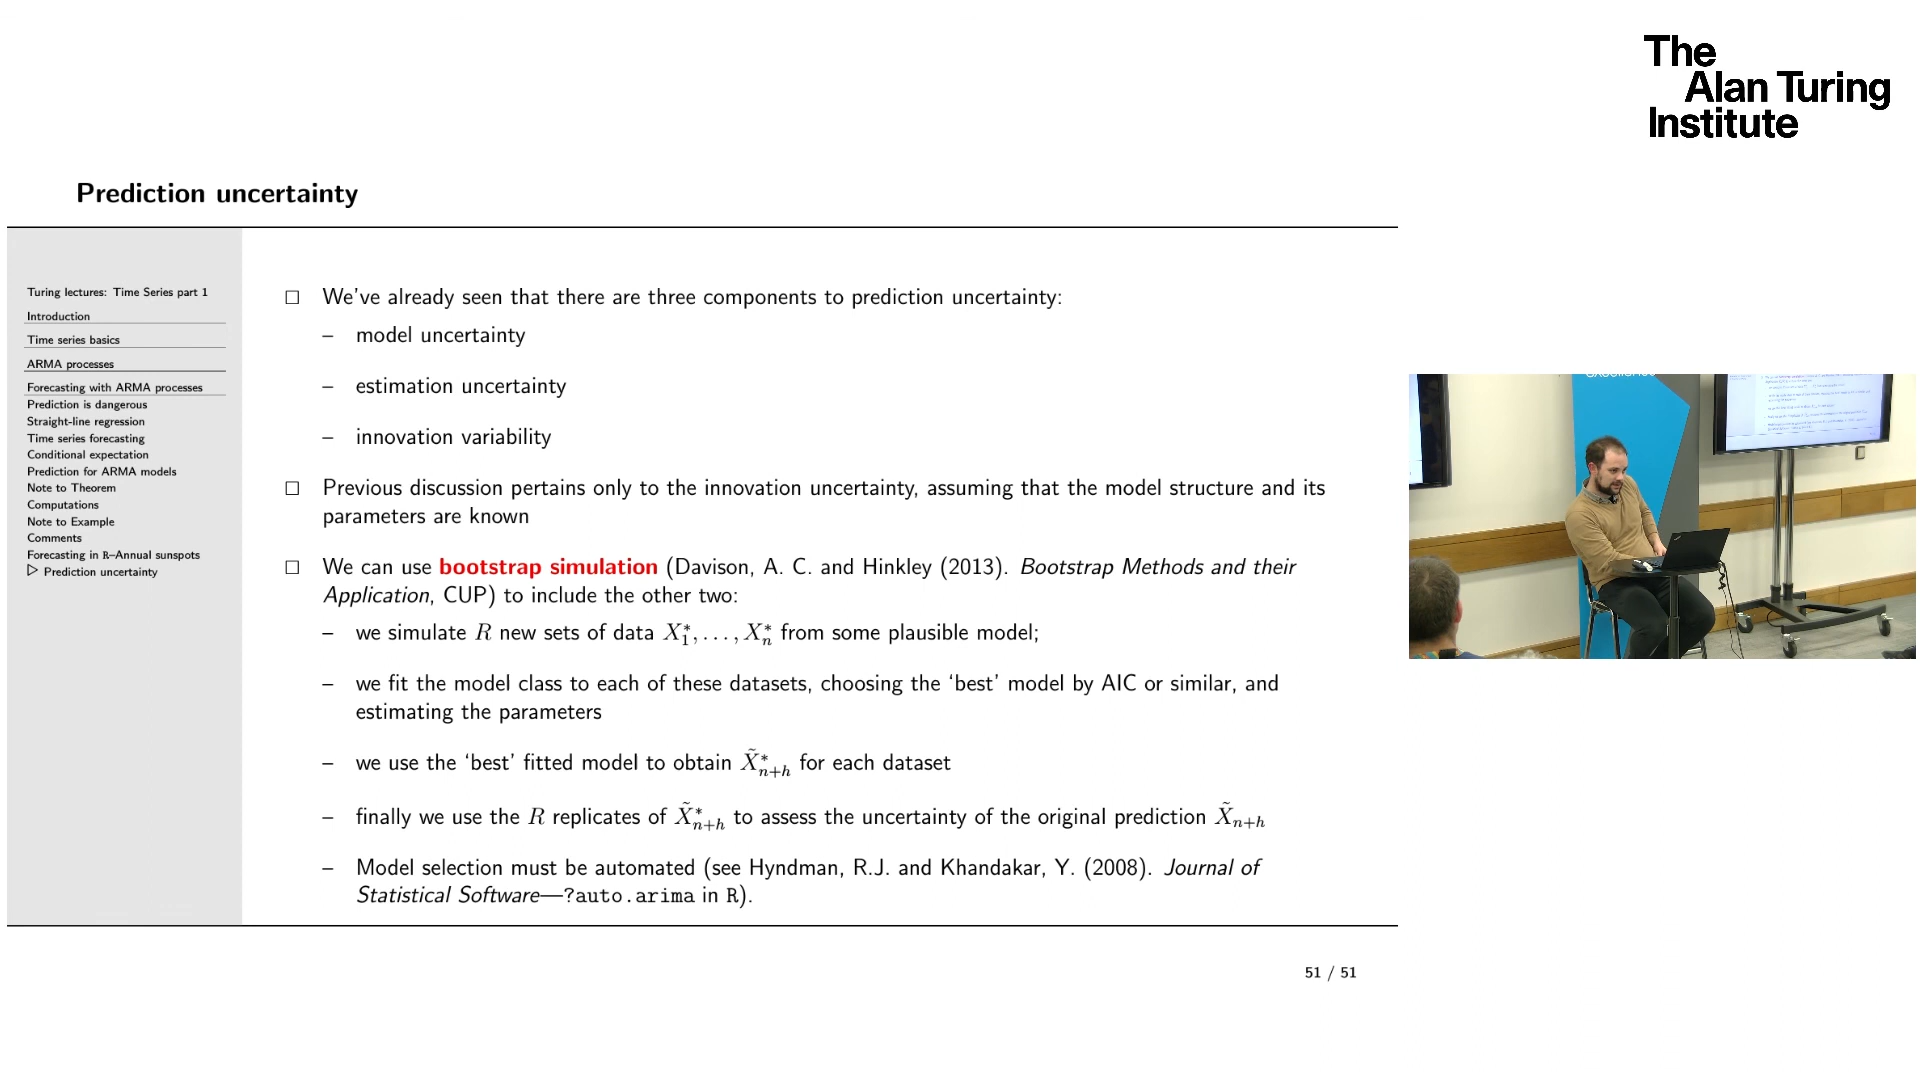 The
Alan Turing
Institute
Prediction uncertainty
Turing lectures: Time Series part 1
Introduction
Time series basics
ARMA processes
Forecasting with ARMA processes
Prediction is dangerous
Straight-line regression
Time series forecasting
Conditional expectation
Prediction for ARMA models
Note to Theorem
Computations
Note to Example
Comments
Forecasting in R–Annual sunspots
▷ Prediction uncertainty
□ We've already seen that there are three components to prediction uncertainty:
– model uncertainty
– estimation uncertainty
– innovation variability
□ Previous discussion pertains only to the innovation uncertainty, assuming that the model structure and its
parameters are known
□ We can use bootstrap simulation (Davison, A. C. and Hinkley (2013). Bootstrap Methods and their
Application, CUP) to include the other two:
– we simulate R new sets of data X*₁, . . . , X*ₙ from some plausible model;
– we fit the model class to each of these datasets, choosing the ‘best’ model by AIC or similar, and
estimating the parameters
– we use the ‘best’ fitted model to obtain X̃*ₙ₊ₕ for each dataset
– finally we use the R replicates of X̃*ₙ₊ₕ to assess the uncertainty of the original prediction X̃ₙ₊ₕ
– Model selection must be automated (see Hyndman, R.J. and Khandakar, Y. (2008). Journal of
Statistical Software—?auto.arima in R).
51 / 51